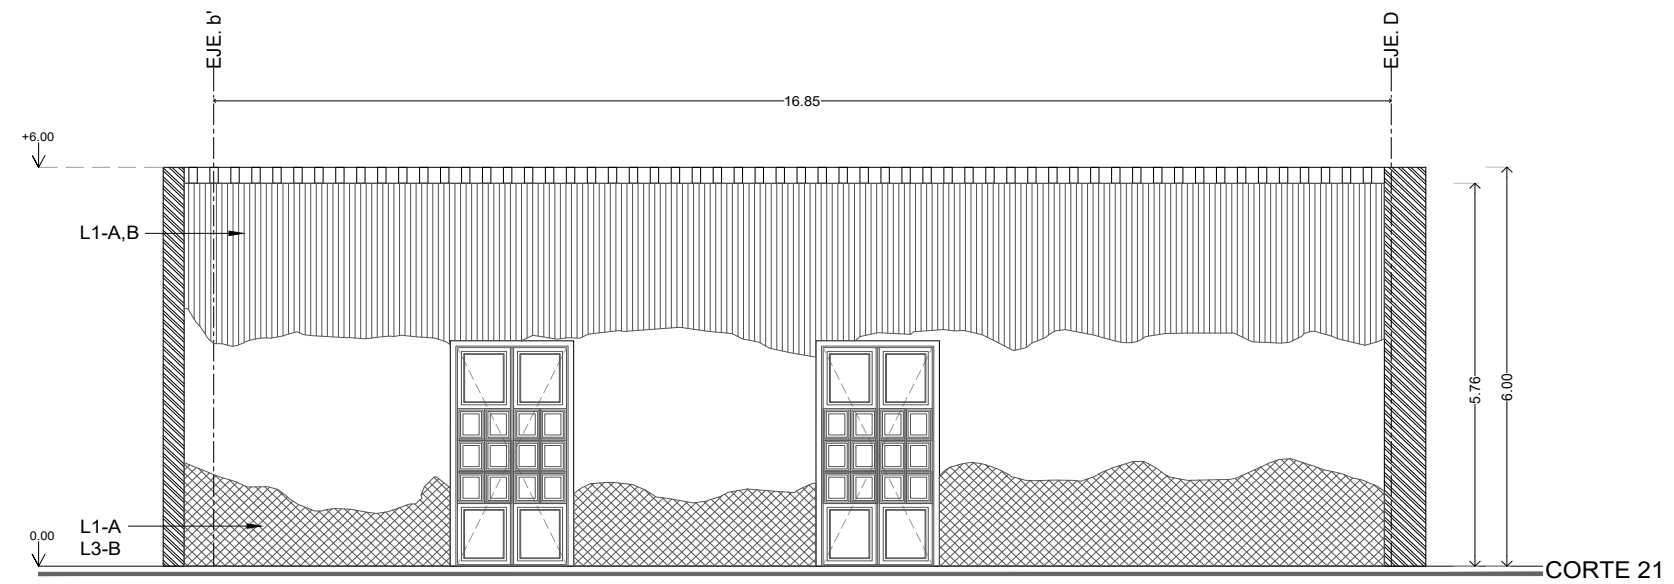 EJE. b'
EJE. D
16.85
+6.00
L1-A,B
5.76
6.00
L1-A
L3-B
0.00
CORTE 21